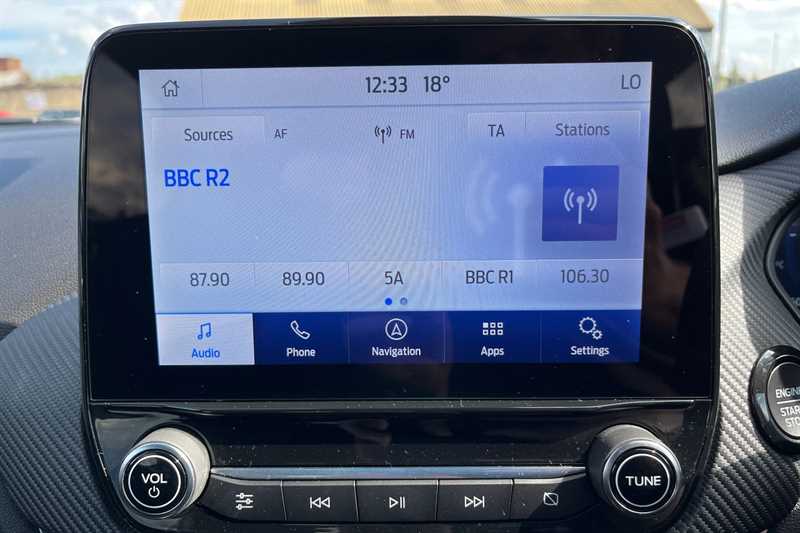 12:33 18° LO
Sources AF FM TA Stations
BBC R2
87.90 89.90 5A BBC R1 106.30
Audio Phone Navigation Apps Settings
VOL TUNE
ENGINE
START
STOP